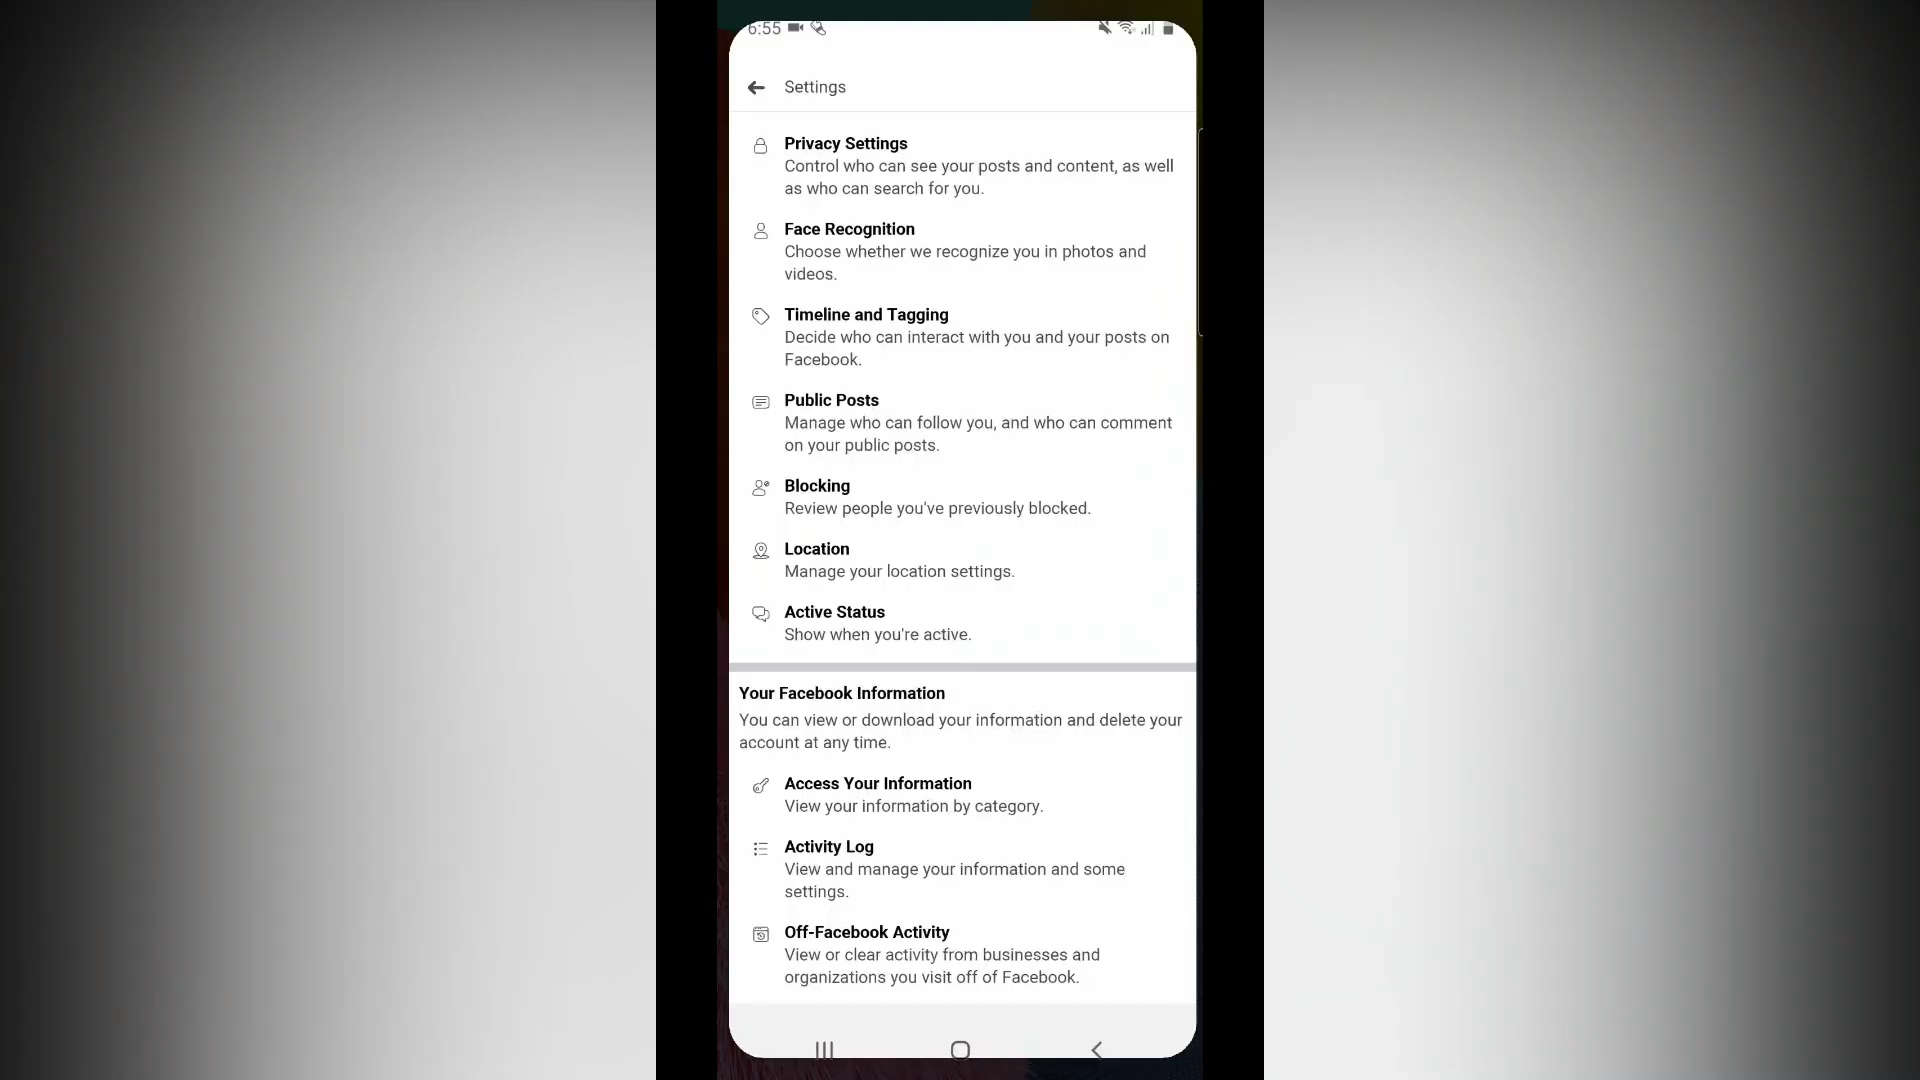 6:55
Settings
Privacy Settings
Control who can see your posts and content, as well
as who can search for you.
Face Recognition
Choose whether we recognize you in photos and
videos.
Timeline and Tagging
Decide who can interact with you and your posts on
Facebook.
Public Posts
Manage who can follow you, and who can comment
on your public posts.
Blocking
Review people you've previously blocked.
Location
Manage your location settings.
Active Status
Show when you're active.
Your Facebook Information
You can view or download your information and delete your
account at any time.
Access Your Information
View your information by category.
Activity Log
View and manage your information and some
settings.
Off-Facebook Activity
View or clear activity from businesses and
organizations you visit off of Facebook.